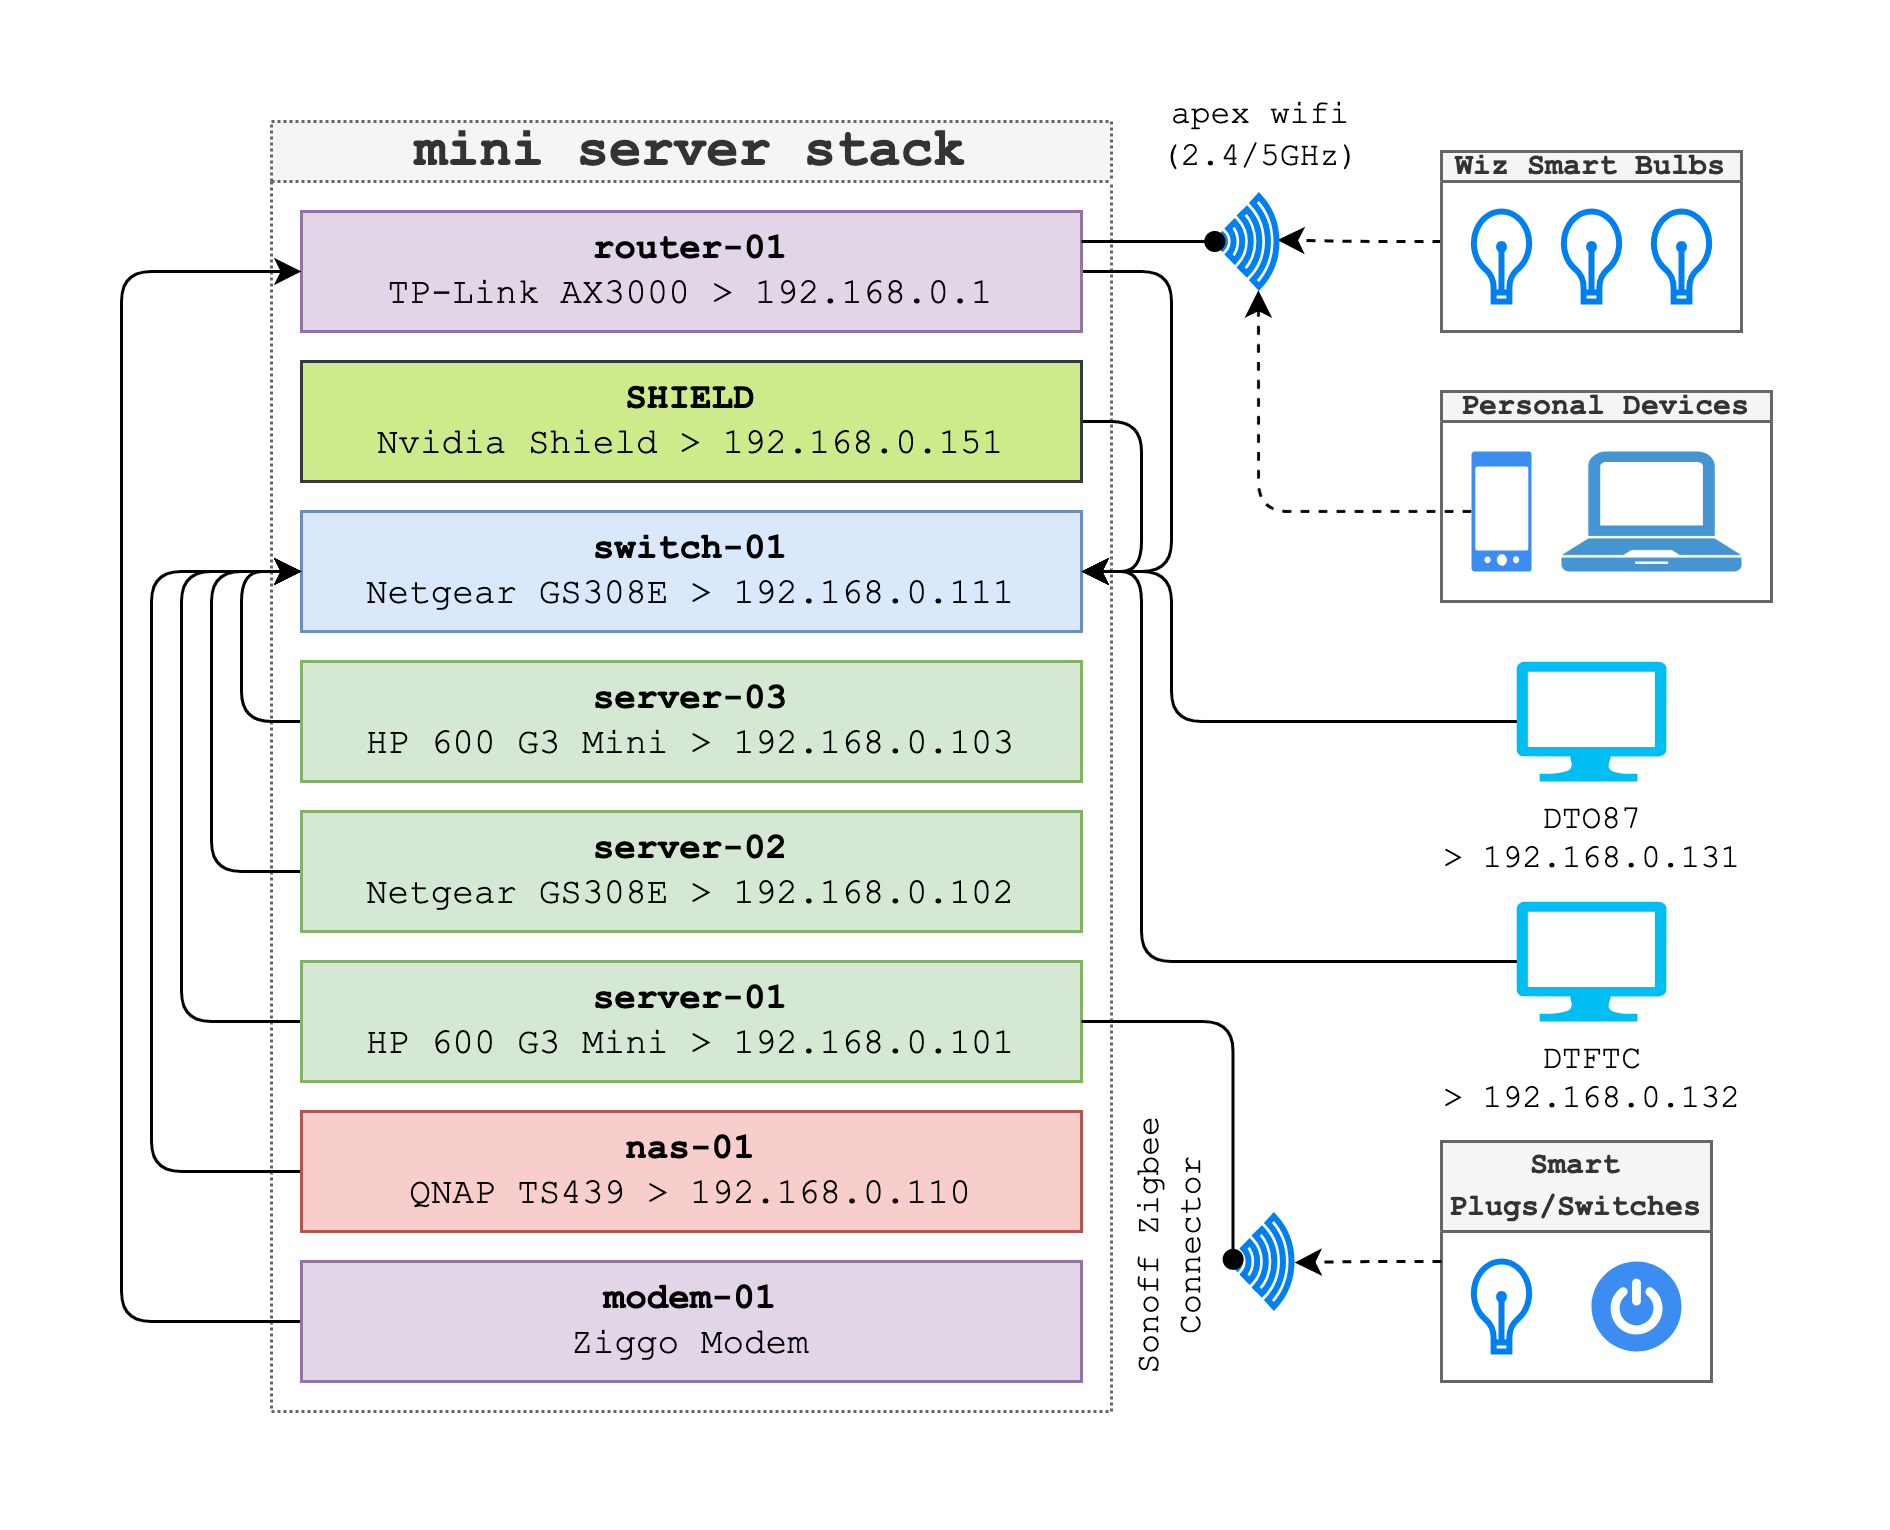 mini server stack
router-01
TP-Link AX3000 > 192.168.0.1
SHIELD
Nvidia Shield > 192.168.0.151
switch-01
Netgear GS308E > 192.168.0.111
server-03
HP 600 G3 Mini > 192.168.0.103
server-02
Netgear GS308E > 192.168.0.102
server-01
HP 600 G3 Mini > 192.168.0.101
nas-01
QNAP TS439 > 192.168.0.110
modem-01
Ziggo Modem
apex wifi
(2.4/5GHz)
Wiz Smart Bulbs
Personal Devices
DTO87
> 192.168.0.131
DTFTC
> 192.168.0.132
Sonoff Zigbee
Connector
Smart
Plugs/Switches